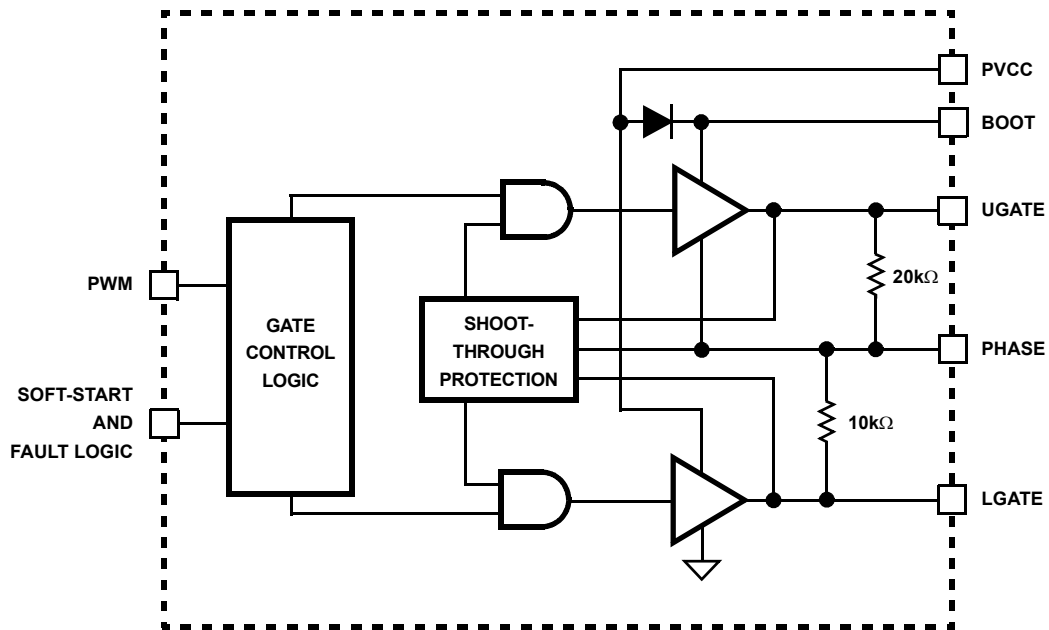 PVCC
BOOT
UGATE
20kΩ
PWM
GATE
CONTROL
LOGIC
SHOOT-
THROUGH
PROTECTION
PHASE
SOFT-START
AND
FAULT LOGIC
10kΩ
LGATE